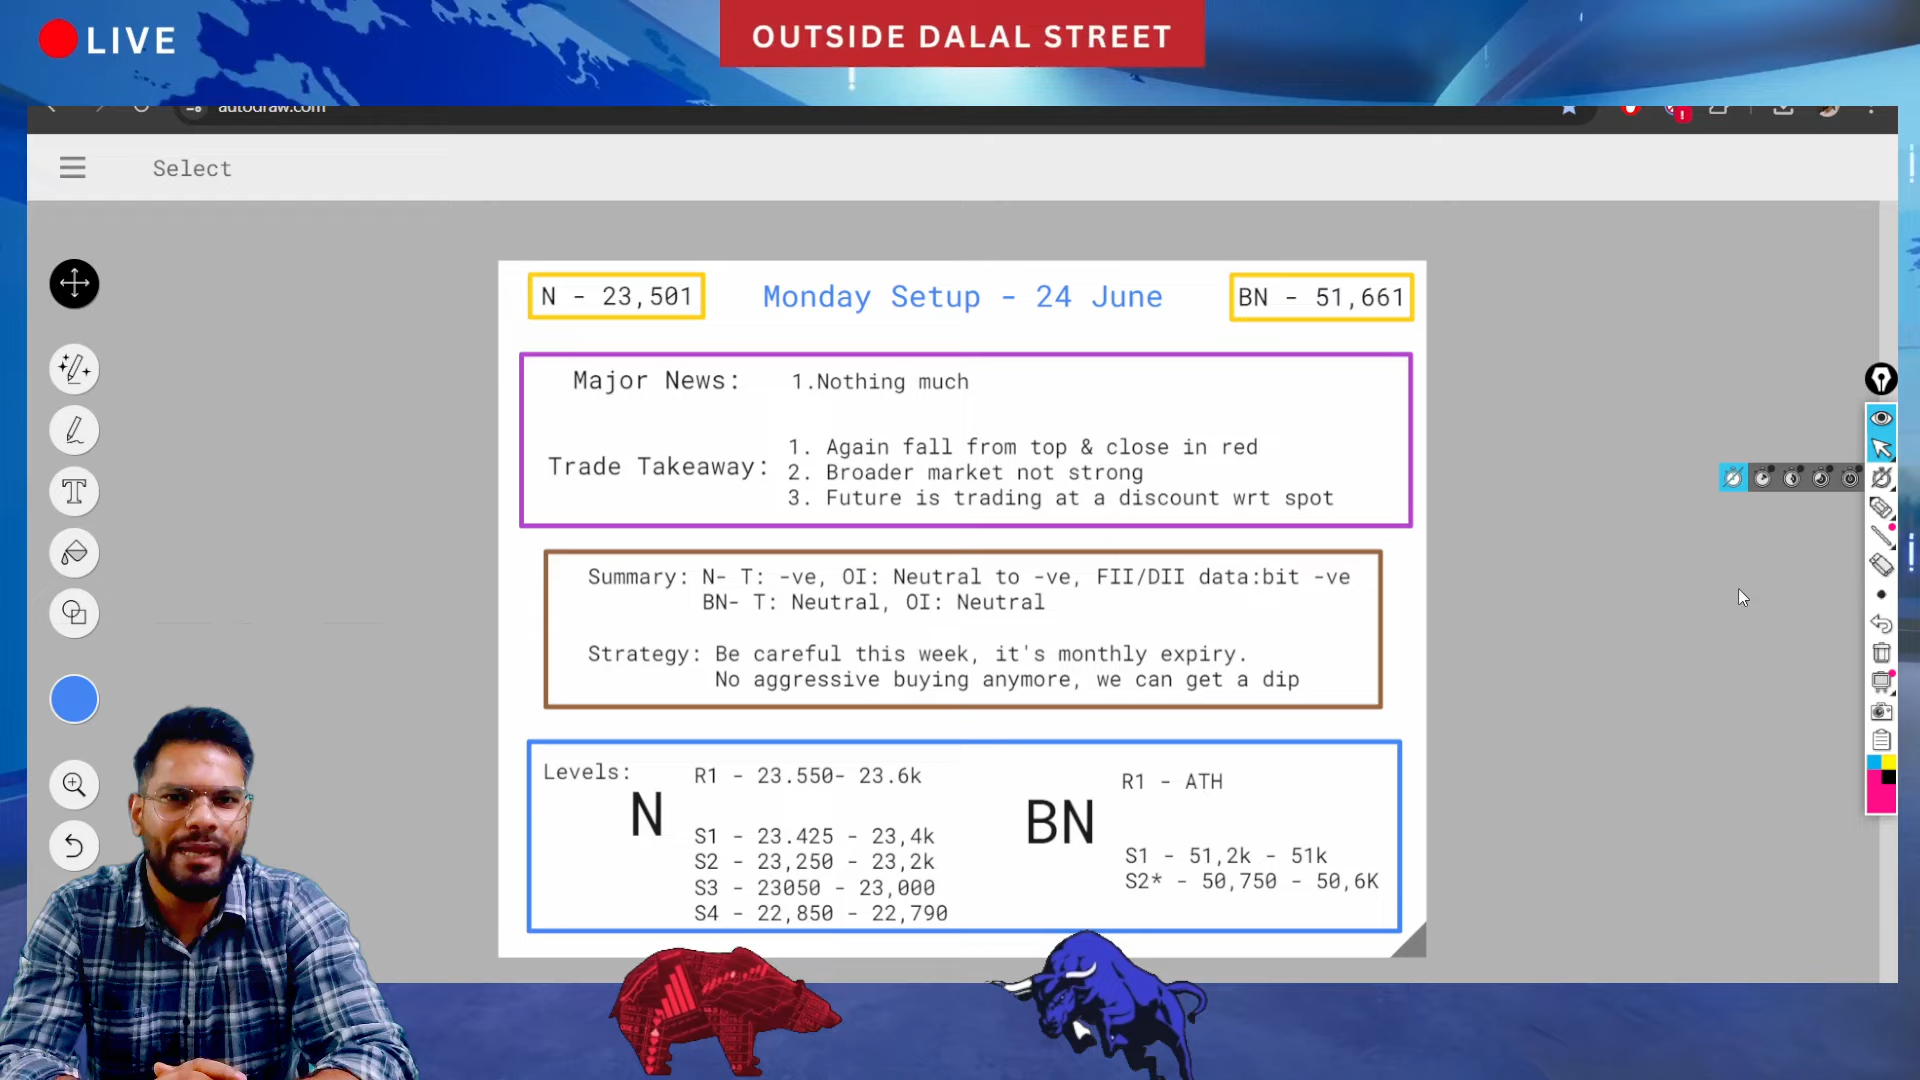 LIVE
OUTSIDE DALAL STREET
autodraw.com
Select
N - 23,501
Monday Setup - 24 June
BN - 51,661
Major News: 1.Nothing much
Trade Takeaway: 1. Again fall from top & close in red
2. Broader market not strong
3. Future is trading at a discount wrt spot
Summary: N- T: -ve, OI: Neutral to -ve, FII/DII data:bit -ve
BN- T: Neutral, OI: Neutral
Strategy: Be careful this week, it's monthly expiry.
No aggressive buying anymore, we can get a dip
Levels:
N
R1 - 23.550- 23.6k
S1 - 23.425 - 23,4k
S2 - 23,250 - 23,2k
S3 - 23050 - 23,000
S4 - 22,850 - 22,790
BN
R1 - ATH
S1 - 51,2k - 51k
S2* - 50,750 - 50,6K